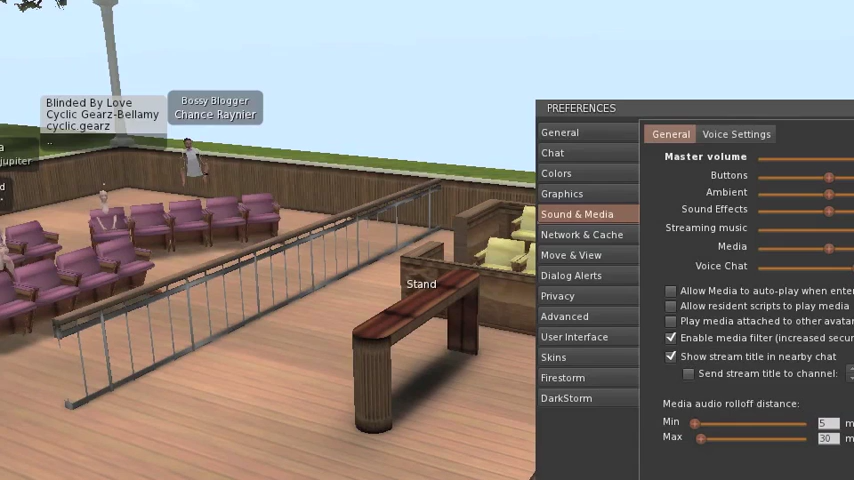 Blinded By Love
Cyclic Gearz-Bellamy
cyclic.gearz
..
Bossy Blogger
Chance Raynier
a
jupiter
d
Stand
PREFERENCES
General
Chat
Colors
Graphics
Sound & Media
Network & Cache
Move & View
Dialog Alerts
Privacy
Advanced
User Interface
Skins
Firestorm
DarkStorm
General
Voice Settings
Master volume
Buttons
Ambient
Sound Effects
Streaming music
Media
Voice Chat
Allow Media to auto-play when enter
Allow resident scripts to play media
Play media attached to other avatar
Enable media filter (increased secur
Show stream title in nearby chat
Send stream title to channel:
Media audio rolloff distance:
Min 5 m
Max 30 m